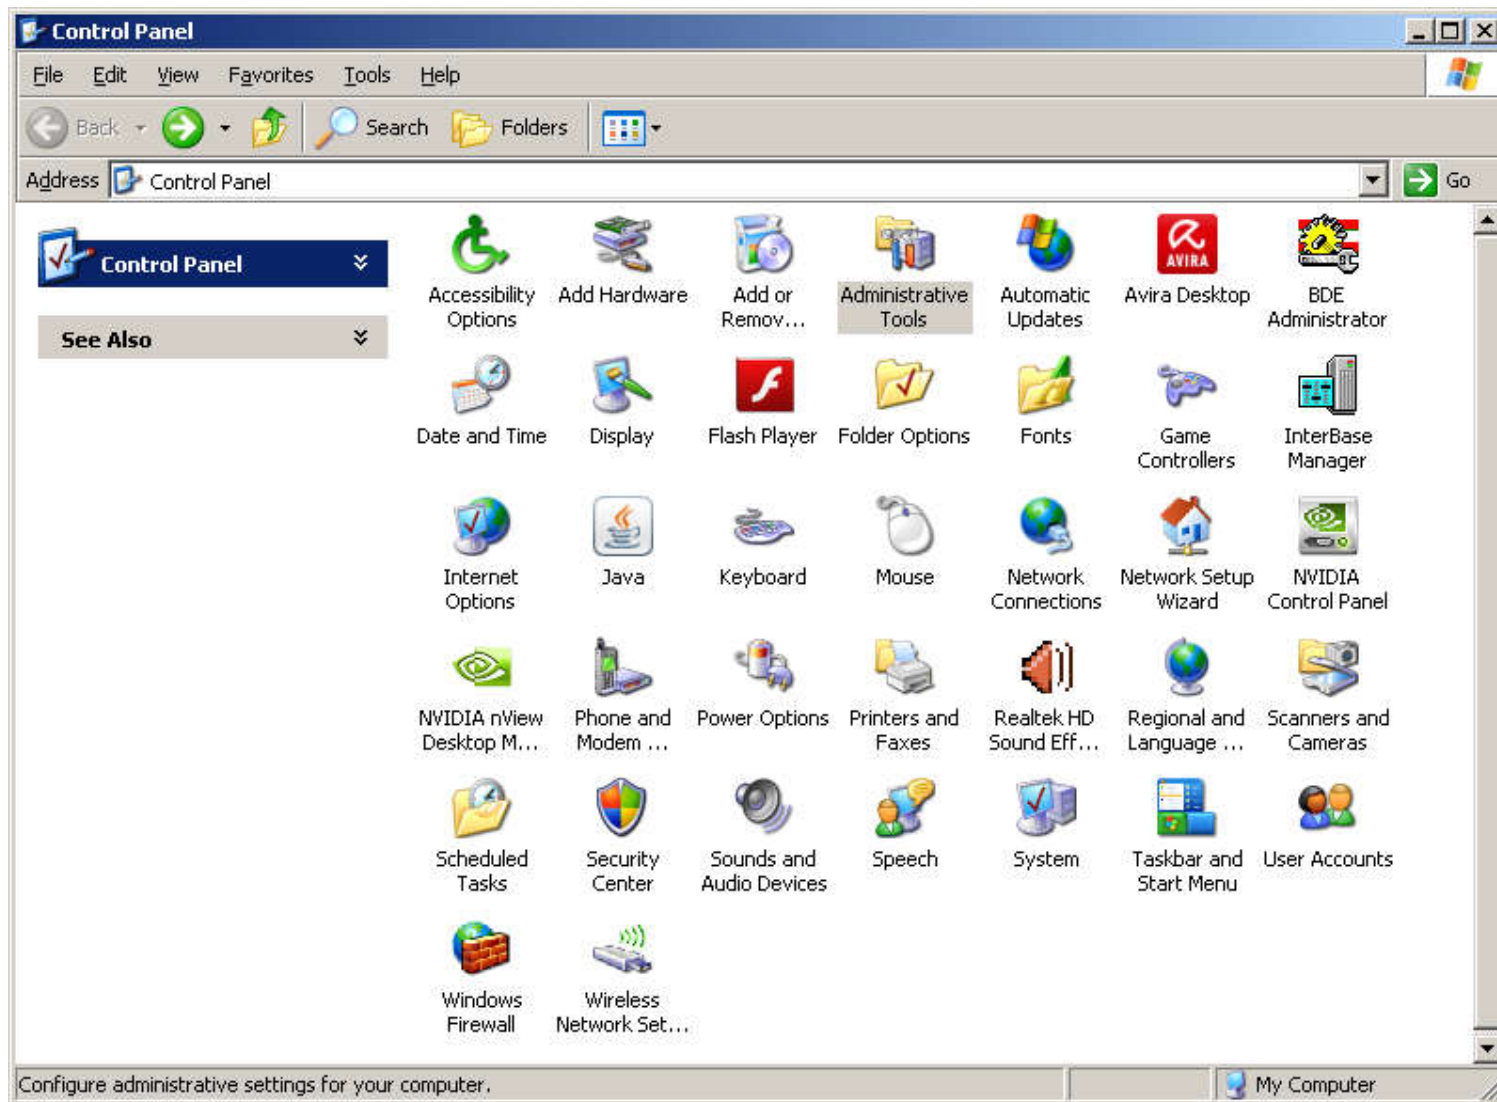 Control Panel
File Edit View Favorites Tools Help
Back Search Folders
Address Control Panel Go
Control Panel
See Also
Accessibility
Options
Add Hardware
Add or
Remov...
Administrative
Tools
Automatic
Updates
AVIRA
Avira Desktop
BDE
Administrator
Date and Time
Display
Flash Player
Folder Options
Fonts
Game
Controllers
InterBase
Manager
Internet
Options
Java
Keyboard
Mouse
Network
Connections
Network Setup
Wizard
NVIDIA
Control Panel
NVIDIA nView
Desktop M...
Phone and
Modem ...
Power Options
Printers and
Faxes
Realtek HD
Sound Eff...
Regional and
Language ...
Scanners and
Cameras
Scheduled
Tasks
Security
Center
Sounds and
Audio Devices
Speech
System
Taskbar and
Start Menu
User Accounts
Windows
Firewall
Wireless
Network Set...
Configure administrative settings for your computer.
My Computer